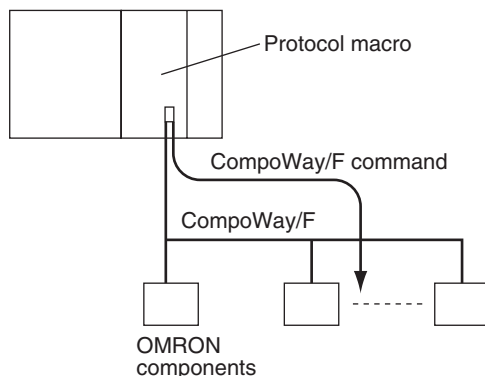 Protocol macro
CompoWay/F command
CompoWay/F
OMRON
components